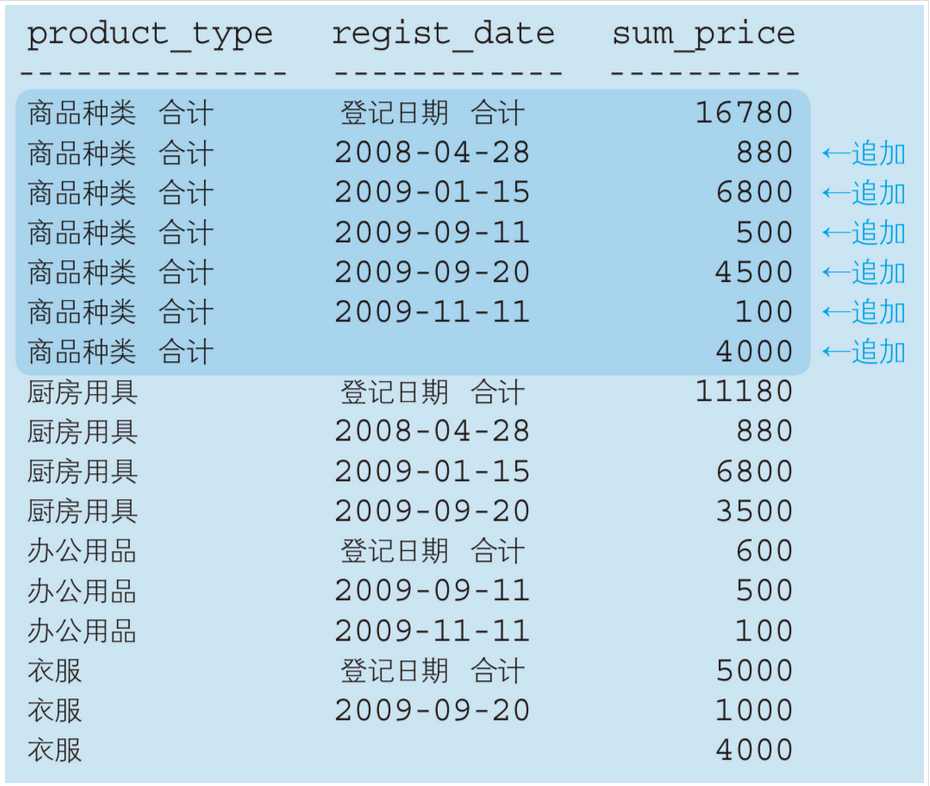 product_type regist_date sum_price
-------------- ------------ ----------
商品种类 合计 登记日期 合计 16780
商品种类 合计 2008-04-28 880 ←追加
商品种类 合计 2009-01-15 6800 ←追加
商品种类 合计 2009-09-11 500 ←追加
商品种类 合计 2009-09-20 4500 ←追加
商品种类 合计 2009-11-11 100 ←追加
商品种类 合计 4000 ←追加
厨房用具 登记日期 合计 11180
厨房用具 2008-04-28 880
厨房用具 2009-01-15 6800
厨房用具 2009-09-20 3500
办公用品 登记日期 合计 600
办公用品 2009-09-11 500
办公用品 2009-11-11 100
衣服 登记日期 合计 5000
衣服 2009-09-20 1000
衣服 4000